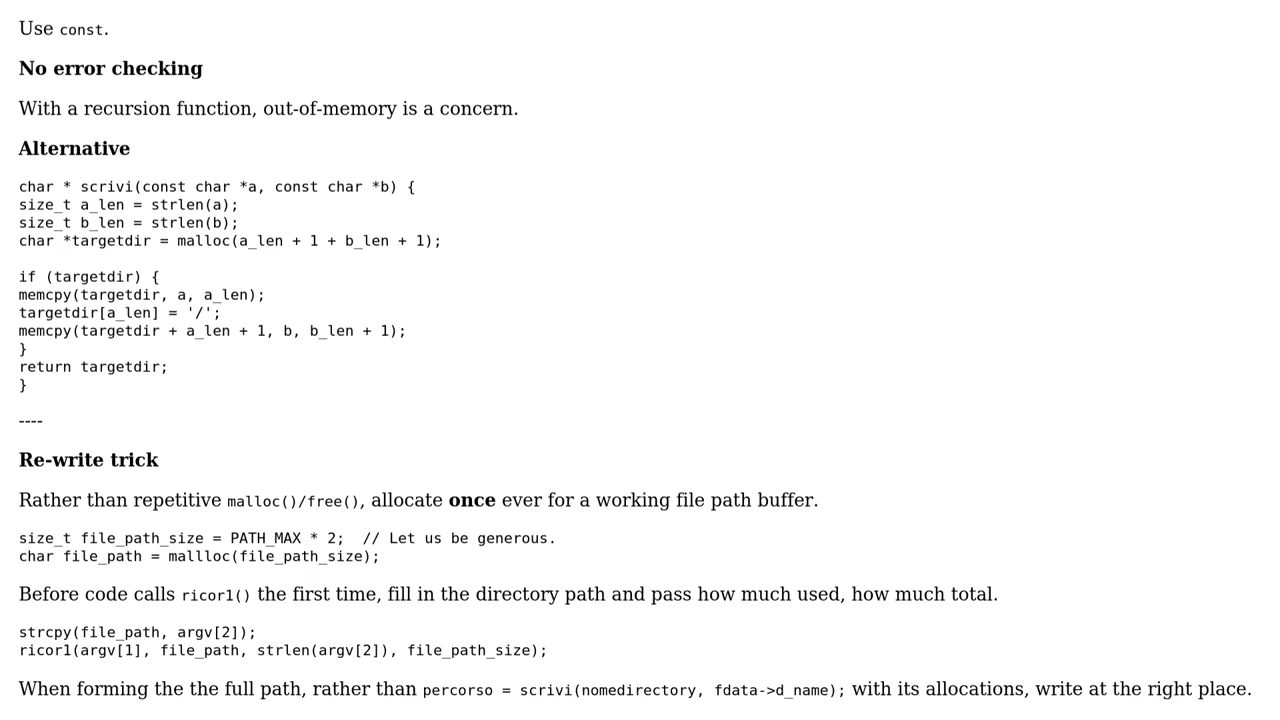 Use const.
No error checking
With a recursion function, out-of-memory is a concern.
Alternative
char * scrivi(const char *a, const char *b) {
size_t a_len = strlen(a);
size_t b_len = strlen(b);
char *targetdir = malloc(a_len + 1 + b_len + 1);
if (targetdir) {
memcpy(targetdir, a, a_len);
targetdir[a_len] = '/';
memcpy(targetdir + a_len + 1, b, b_len + 1);
}
return targetdir;
}
----
Re-write trick
Rather than repetitive malloc()/free(), allocate once ever for a working file path buffer.
size_t file_path_size = PATH_MAX * 2;  // Let us be generous.
char file_path = mallloc(file_path_size);
Before code calls ricor1() the first time, fill in the directory path and pass how much used, how much total.
strcpy(file_path, argv[2]);
ricor1(argv[1], file_path, strlen(argv[2]), file_path_size);
When forming the the full path, rather than percorso = scrivi(nomedirectory, fdata->d_name); with its allocations, write at the right place.